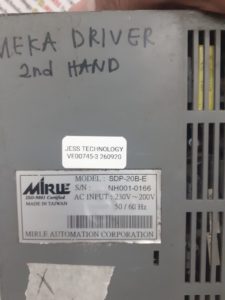 MEKA DRIVER
2nd HAND
JESS TECHNOLOGY
VF00745-3 260920
MIRLE
ISO-9001 Certified
MADE IN TAIWAN
MODEL : SDP-20B-E
S/N : NH001-0166
AC INPUT : 230V~200V
50 / 60 Hz
MIRLE AUTOMATION CORPORATION
X